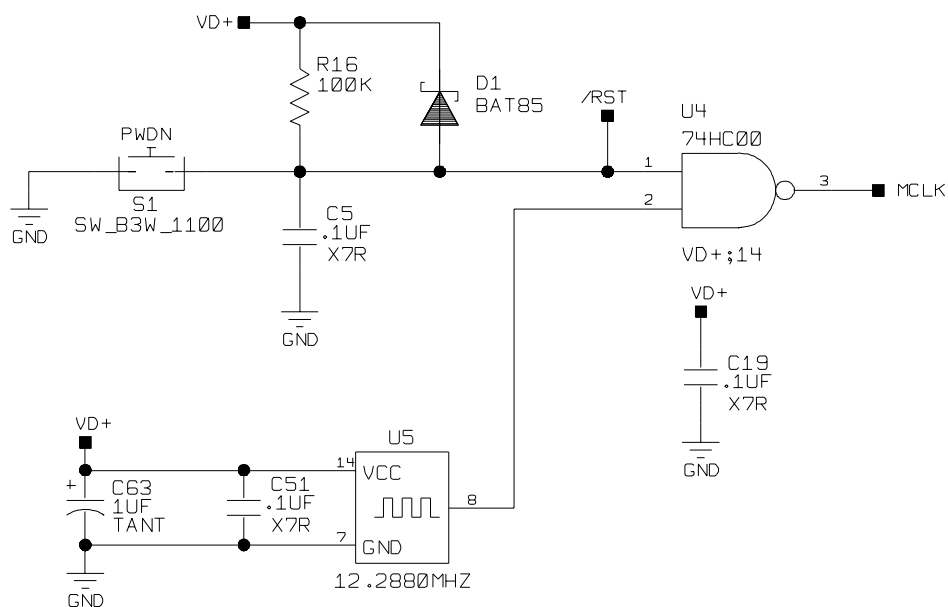 VD+
R16
100K
D1
BAT85
/RST
U4
74HC00
PWDN
1
3
MCLK
2
S1
SW_B3W_1100
GND
C5
.1UF
X7R
VD+;14
GND
VD+
C19
.1UF
X7R
GND
VD+
U5
14
VCC
+
C63
1UF
TANT
C51
.1UF
X7R
8
7
GND
12.2880MHZ
GND